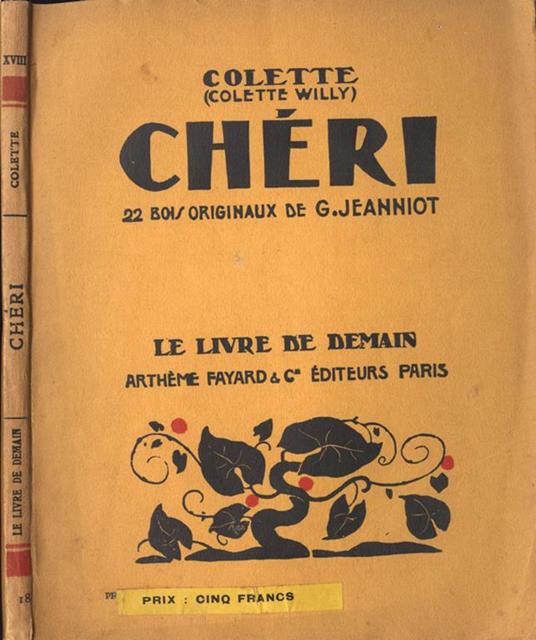 XVIII
COLETTE
CHÉRI
LE LIVRE DE DEMAIN
18
COLETTE
(COLETTE WILLY)
CHÉRI
22 BOIS ORIGINAUX DE G. JEANNIOT
LE LIVRE DE DEMAIN
ARTHÈME FAYARD & Cie ÉDITEURS PARIS
PR
PRIX : CINQ FRANCS